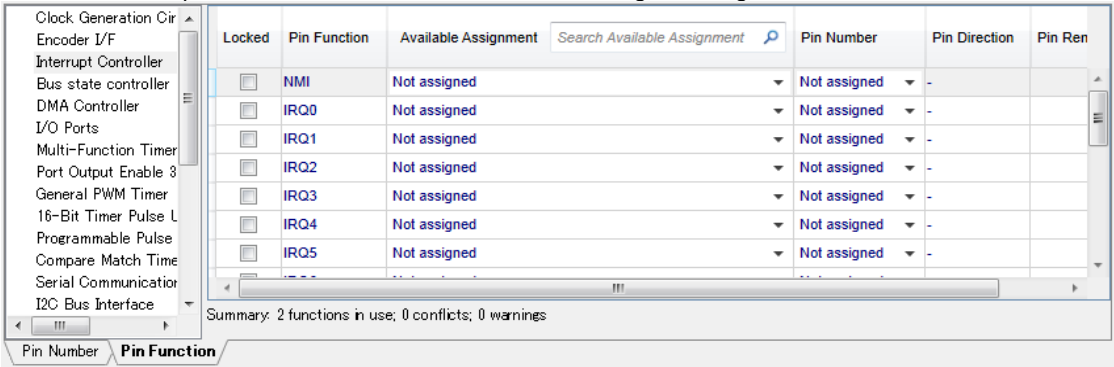 Clock Generation Cir
Encoder I/F
Interrupt Controller
Bus state controller
DMA Controller
I/O Ports
Multi-Function Timer
Port Output Enable 3
General PWM Timer
16-Bit Timer Pulse U
Programmable Pulse
Compare Match Time
Serial Communication
I2C Bus Interface
Locked Pin Function Available Assignment Search Available Assignment Pin Number Pin Direction Pin Rem
NMI Not assigned Not assigned -
IRQ0 Not assigned Not assigned -
IRQ1 Not assigned Not assigned -
IRQ2 Not assigned Not assigned -
IRQ3 Not assigned Not assigned -
IRQ4 Not assigned Not assigned -
IRQ5 Not assigned Not assigned -
Summary: 2 functions in use; 0 conflicts; 0 warnings
Pin Number Pin Function